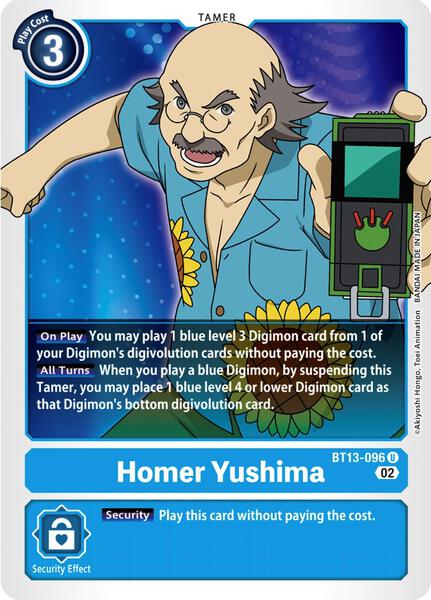 TAMER
Play Cost
3
On Play You may play 1 blue level 3 Digimon card from 1 of
your Digimon's digivolution cards without paying the cost.
All Turns When you play a blue Digimon, by suspending this
Tamer, you may place 1 blue level 4 or lower Digimon card as
that Digimon's bottom digivolution card.
©Akiyoshi Hongo, Toei Animation BANDAI MADE IN JAPAN
BT13-096 U
Homer Yushima
02
Security Play this card without paying the cost.
Security Effect